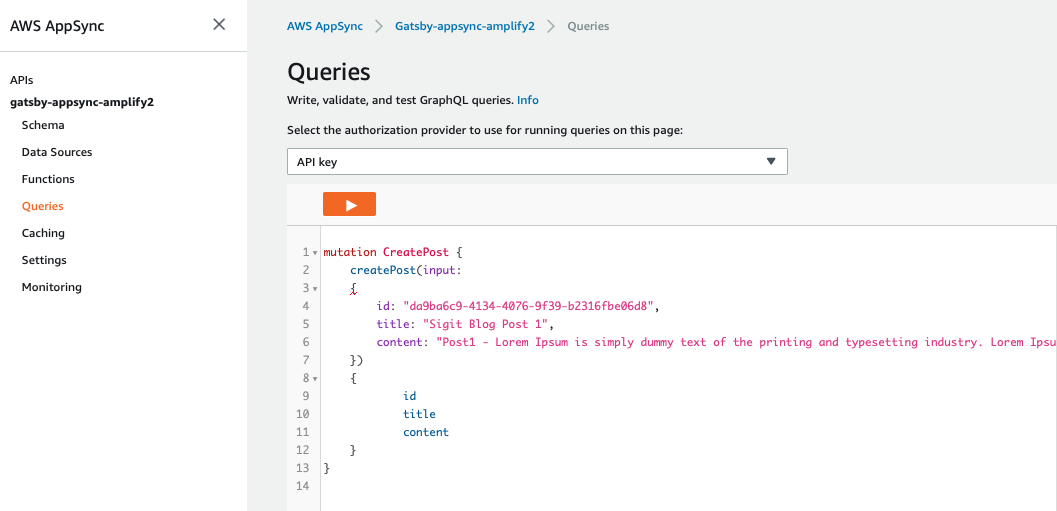 AWS AppSync
APIs
gatsby-appsync-amplify2
Schema
Data Sources
Functions
Queries
Caching
Settings
Monitoring
AWS AppSync > Gatsby-appsync-amplify2 > Queries
Queries
Write, validate, and test GraphQL queries. Info
Select the authorization provider to use for running queries on this page:
API key
1 mutation CreatePost {
2 createPost(input:
3 {
4 id: "da9ba6c9-4134-4076-9f39-b2316fbe06d8",
5 title: "Sigit Blog Post 1",
6 content: "Post1 - Lorem Ipsum is simply dummy text of the printing and typesetting industry. Lorem Ipsu
7 })
8 {
9 id
10 title
11 content
12 }
13 }
14